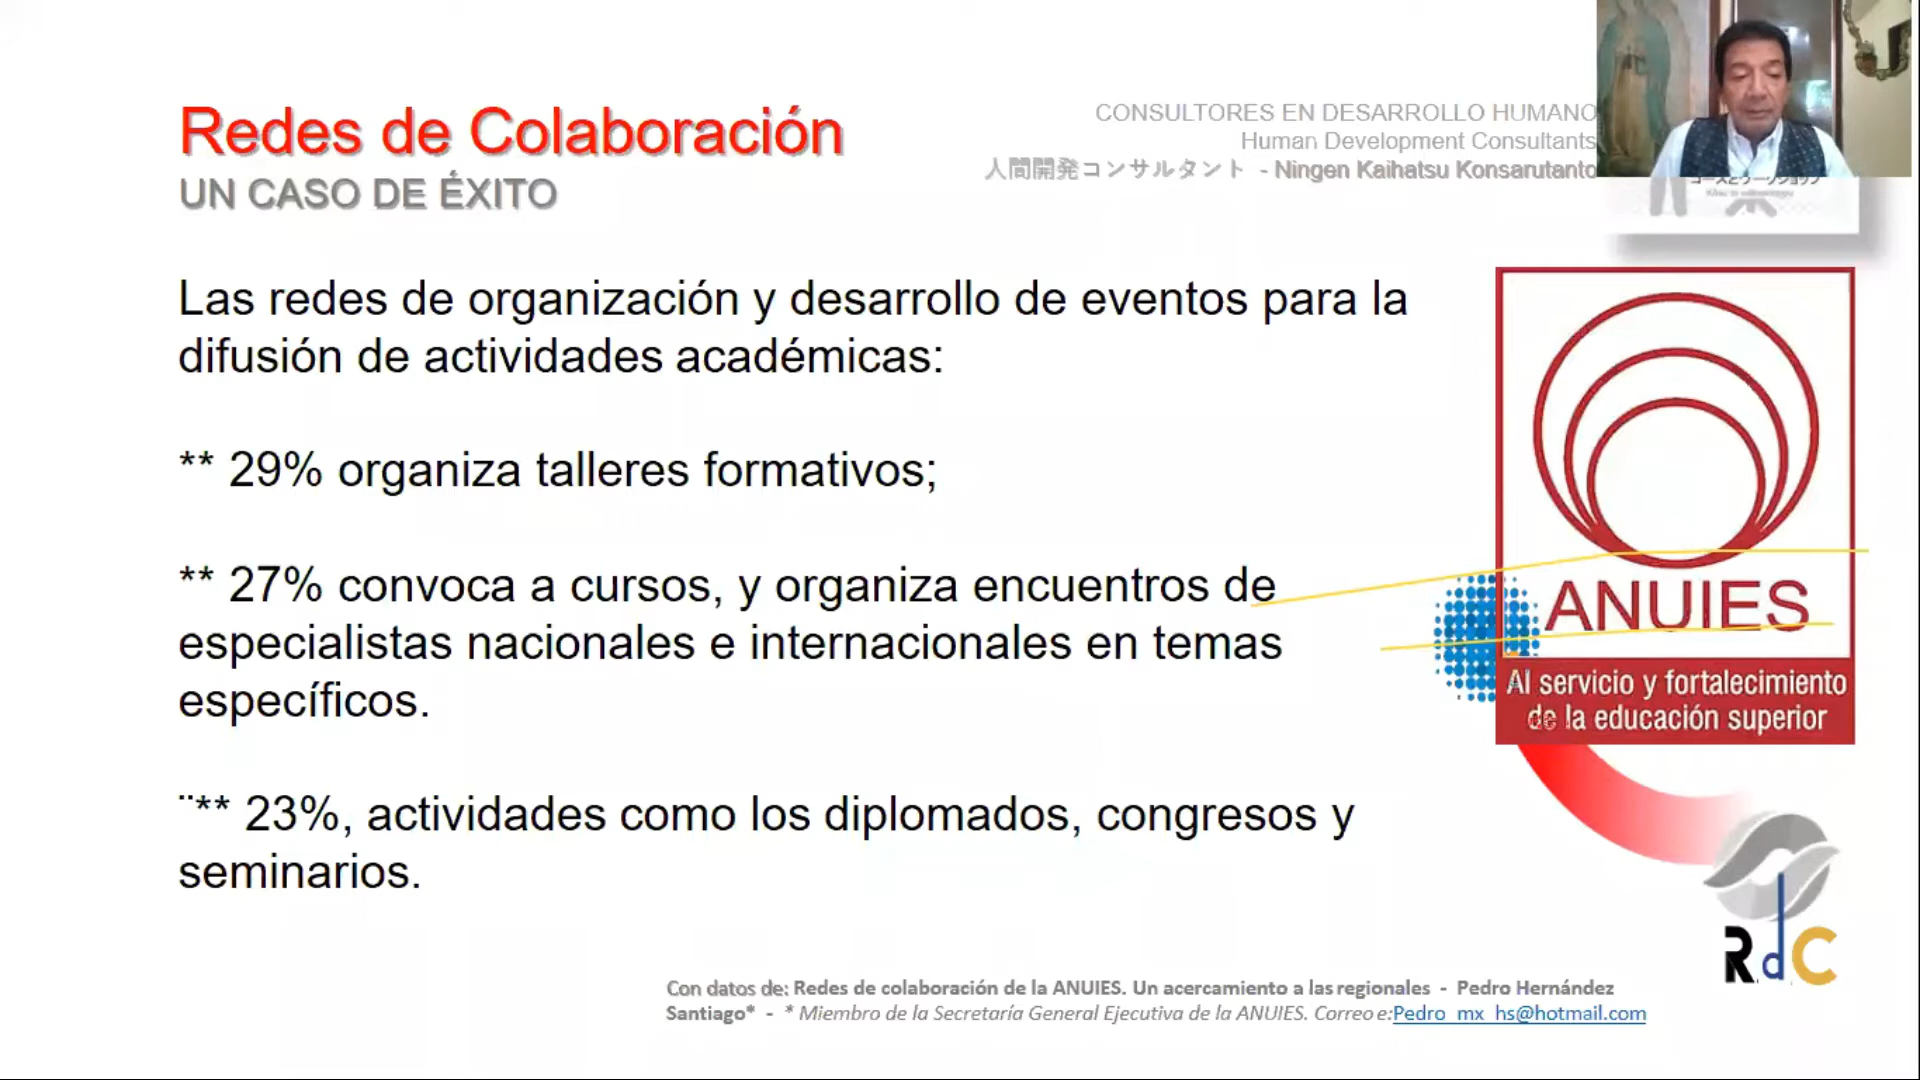 Redes de Colaboración
UN CASO DE ÉXITO
CONSULTORES EN DESARROLLO HUMANO
Human Development Consultants
人間開発コンサルタント - Ningen Kaihatsu Konsarutanto
Las redes de organización y desarrollo de eventos para la
difusión de actividades académicas:
** 29% organiza talleres formativos;
** 27% convoca a cursos, y organiza encuentros de
especialistas nacionales e internacionales en temas
específicos.
¨** 23%, actividades como los diplomados, congresos y
seminarios.
ANUIES
Al servicio y fortalecimiento
de la educación superior
RdC
Con datos de: Redes de colaboración de la ANUIES. Un acercamiento a las regionales - Pedro Hernández
Santiago* - * Miembro de la Secretaría General Ejecutiva de la ANUIES. Correo e:Pedro_mx_hs@hotmail.com